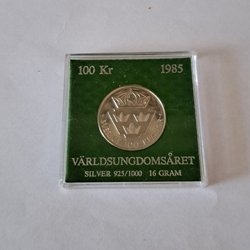 100 Kr 1985
VÄRLDSUNGDOMSÅRET
SILVER 925/1000 16 GRAM